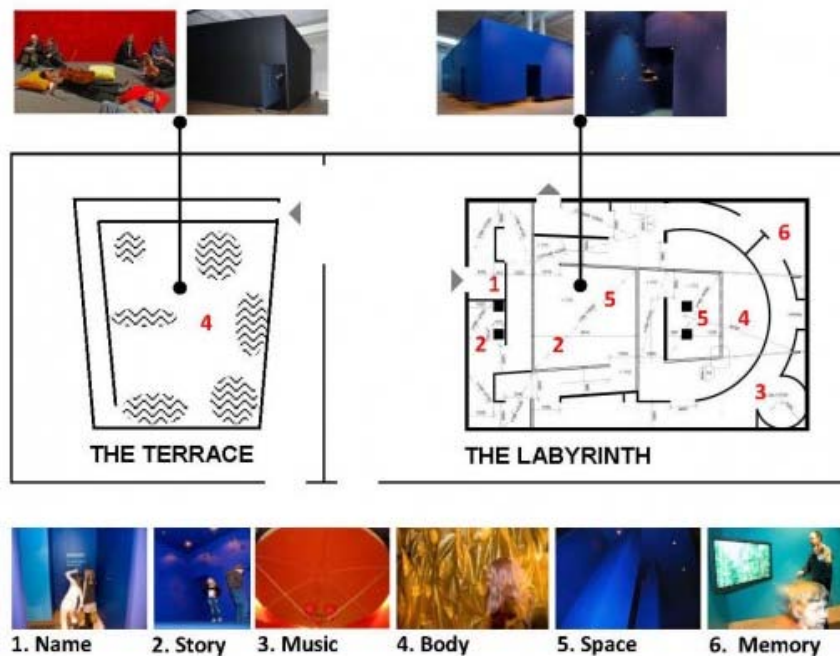 1
6
5
4
5
4
2
2
3
THE TERRACE
THE LABYRINTH
1. Name
2. Story
3. Music
4. Body
5. Space
6. Memory